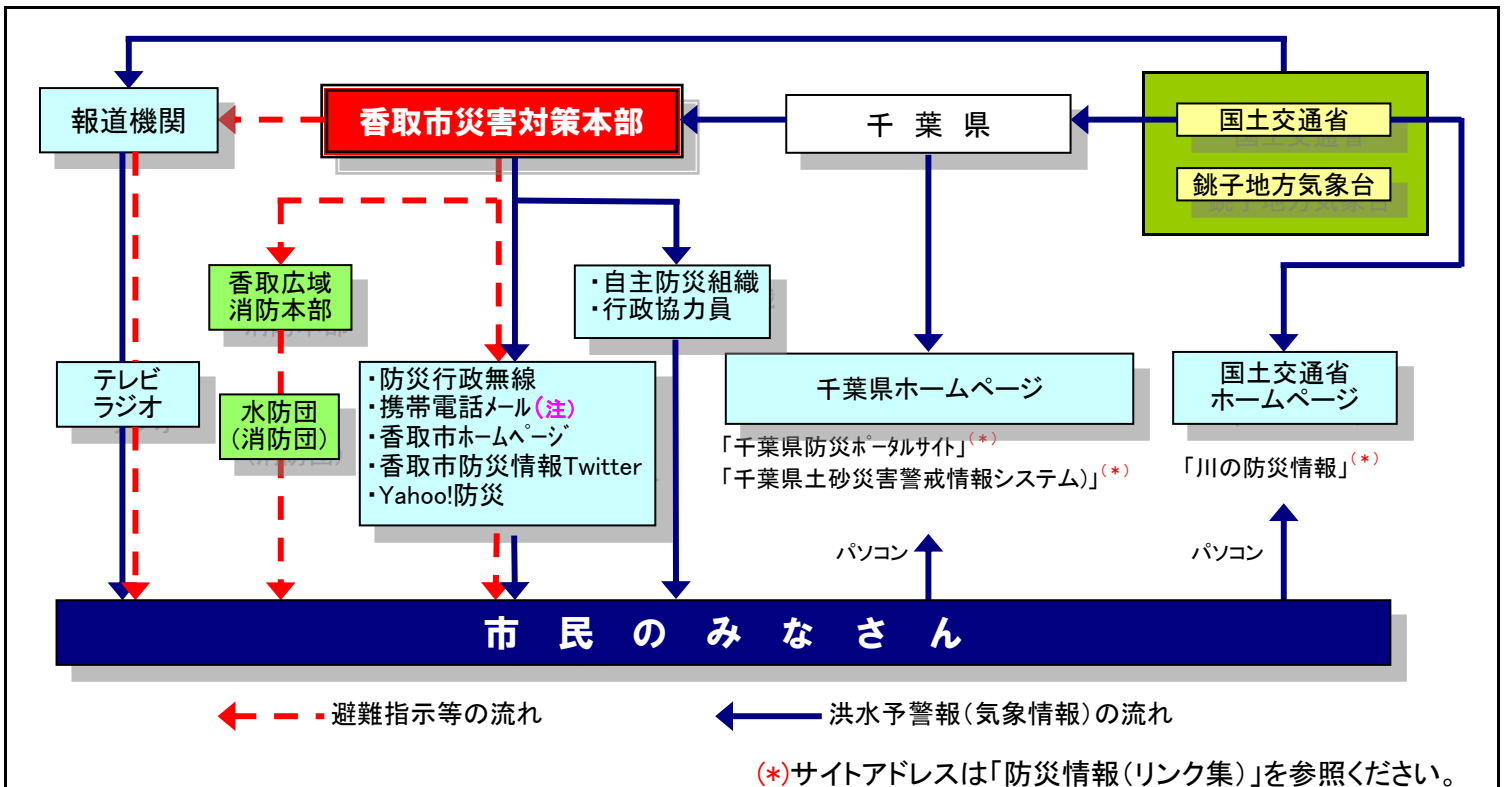 報道機関
香取市災害対策本部
千葉県
国土交通省
銚子地方気象台
香取広域
消防本部
・自主防災組織
・行政協力員
テレビ
ラジオ
水防団
(消防団)
・防災行政無線
・携帯電話メール(注)
・香取市ホームページ
・香取市防災情報Twitter
・Yahoo!防災
千葉県ホームページ
国土交通省
ホームページ
「千葉県防災ポータルサイト」(*)
「千葉県土砂災害警戒情報システム)」(*)
「川の防災情報」(*)
パソコン
パソコン
市民のみなさん
避難指示等の流れ
洪水予警報(気象情報)の流れ
(*)サイトアドレスは「防災情報(リンク集)」を参照ください。